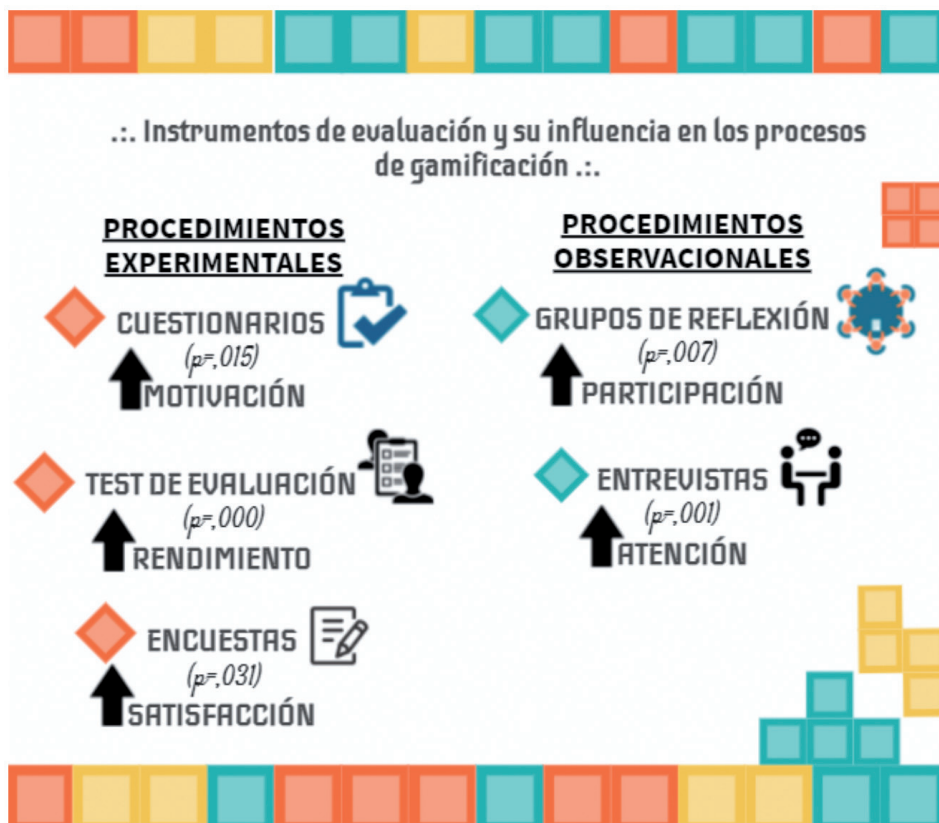 .:. Instrumentos de evaluación y su influencia en los procesos
de gamificación .:.
PROCEDIMIENTOS
EXPERIMENTALES
CUESTIONARIOS
(p=,015)
MOTIVACIÓN
TEST DE EVALUACIÓN
(p=,000)
RENDIMIENTO
ENCUESTAS
(p=,031)
SATISFACCIÓN
PROCEDIMIENTOS
OBSERVACIONALES
GRUPOS DE REFLEXIÓN
(p=,007)
PARTICIPACIÓN
ENTREVISTAS
(p=,001)
ATENCIÓN